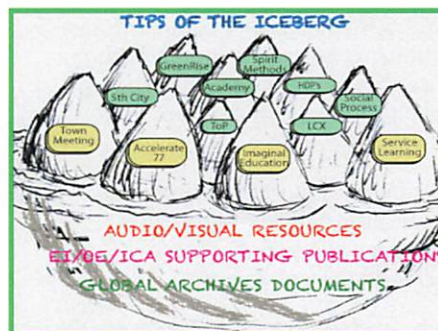 TIPS OF THE ICEBERG
GreenRise
Spirit
Methods
5th City
Academy
HDPs
Social
Process
Town
Meeting
Accelerate
77
ToP
Imaginal
Education
LCX
Service
Learning
AUDIO/VISUAL RESOURCES
EI/OE/ICA SUPPORTING PUBLICATION
GLOBAL ARCHIVES DOCUMENTS